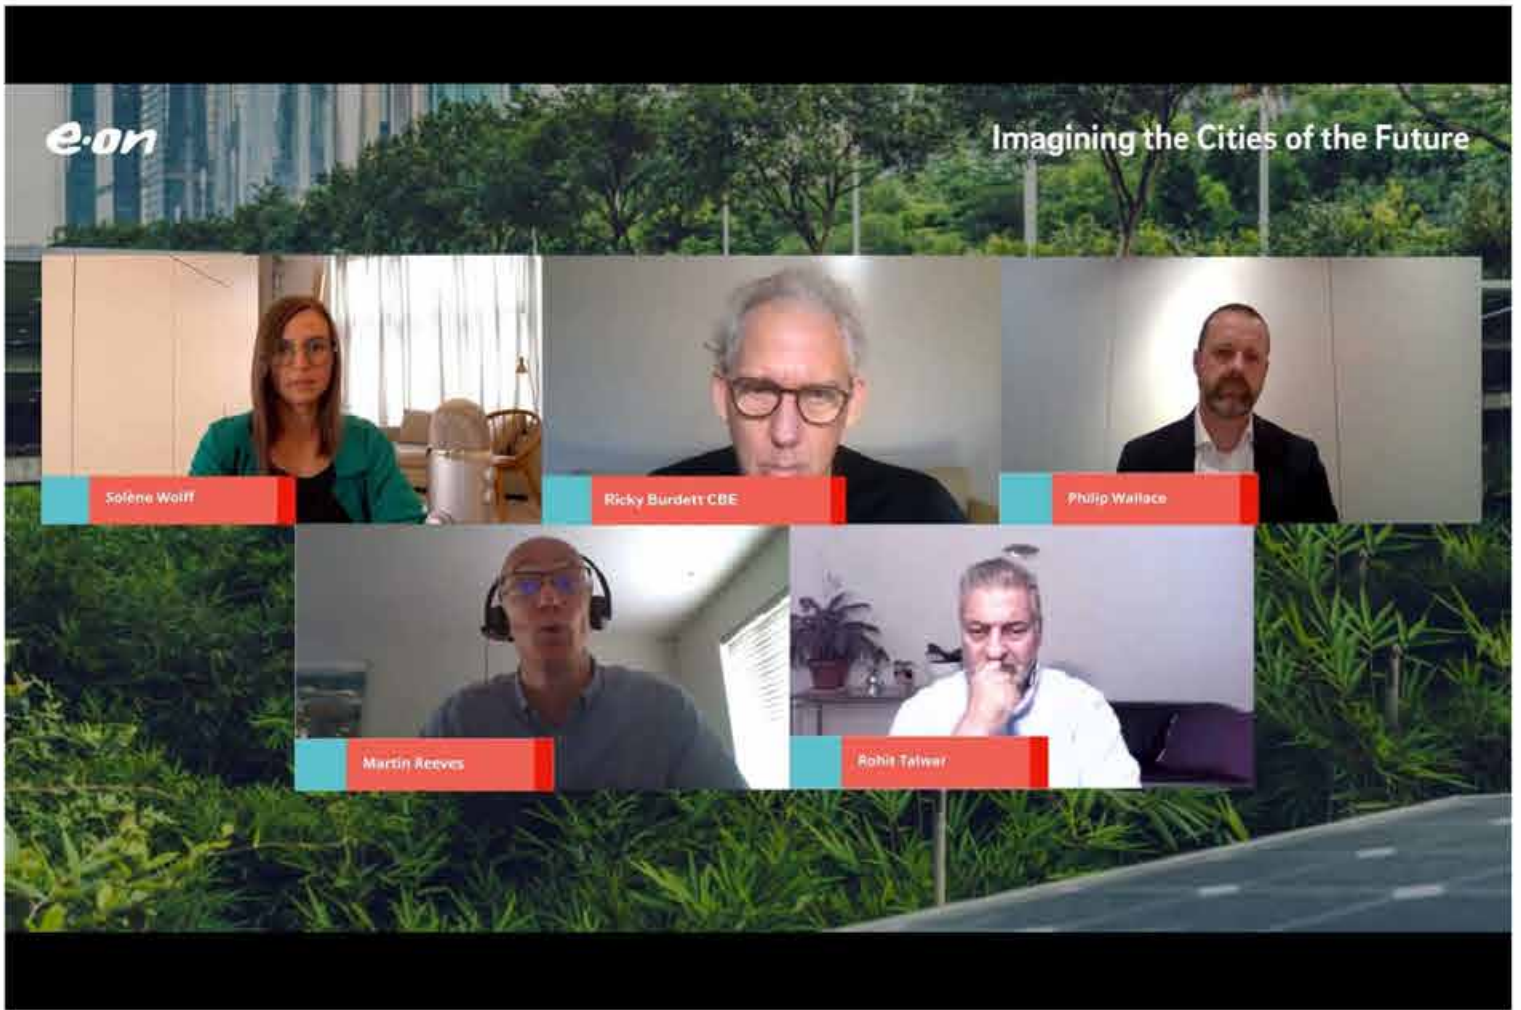 e·on
Imagining the Cities of the Future
Solène Wolff
Ricky Burdett CBE
Philip Wallace
Martin Reeves
Rohit Talwar